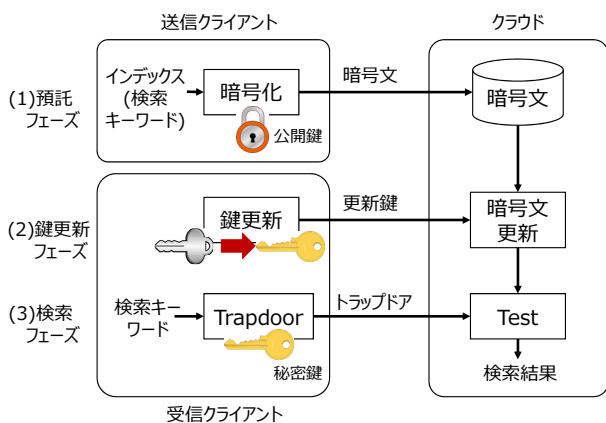 送信クライアント
クラウド
(1)預託
フェーズ
インデックス
(検索
キーワード)
暗号化
公開鍵
暗号文
暗号文
(2)鍵更新
フェーズ
鍵更新
更新鍵
暗号文
更新
(3)検索
フェーズ
検索キー
ワード
Trapdoor
秘密鍵
トラップドア
Test
検索結果
受信クライアント